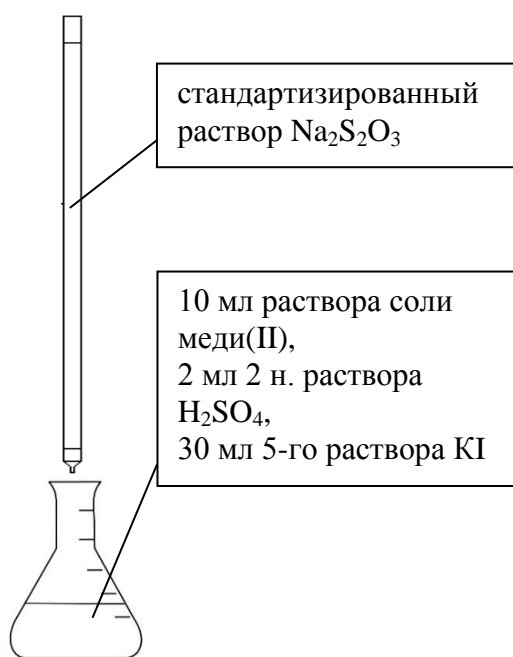 стандартизированный
раствор Na₂S₂O₃
10 мл раствора соли
меди(II),
2 мл 2 н. раствора
H₂SO₄,
30 мл 5-го раствора KI